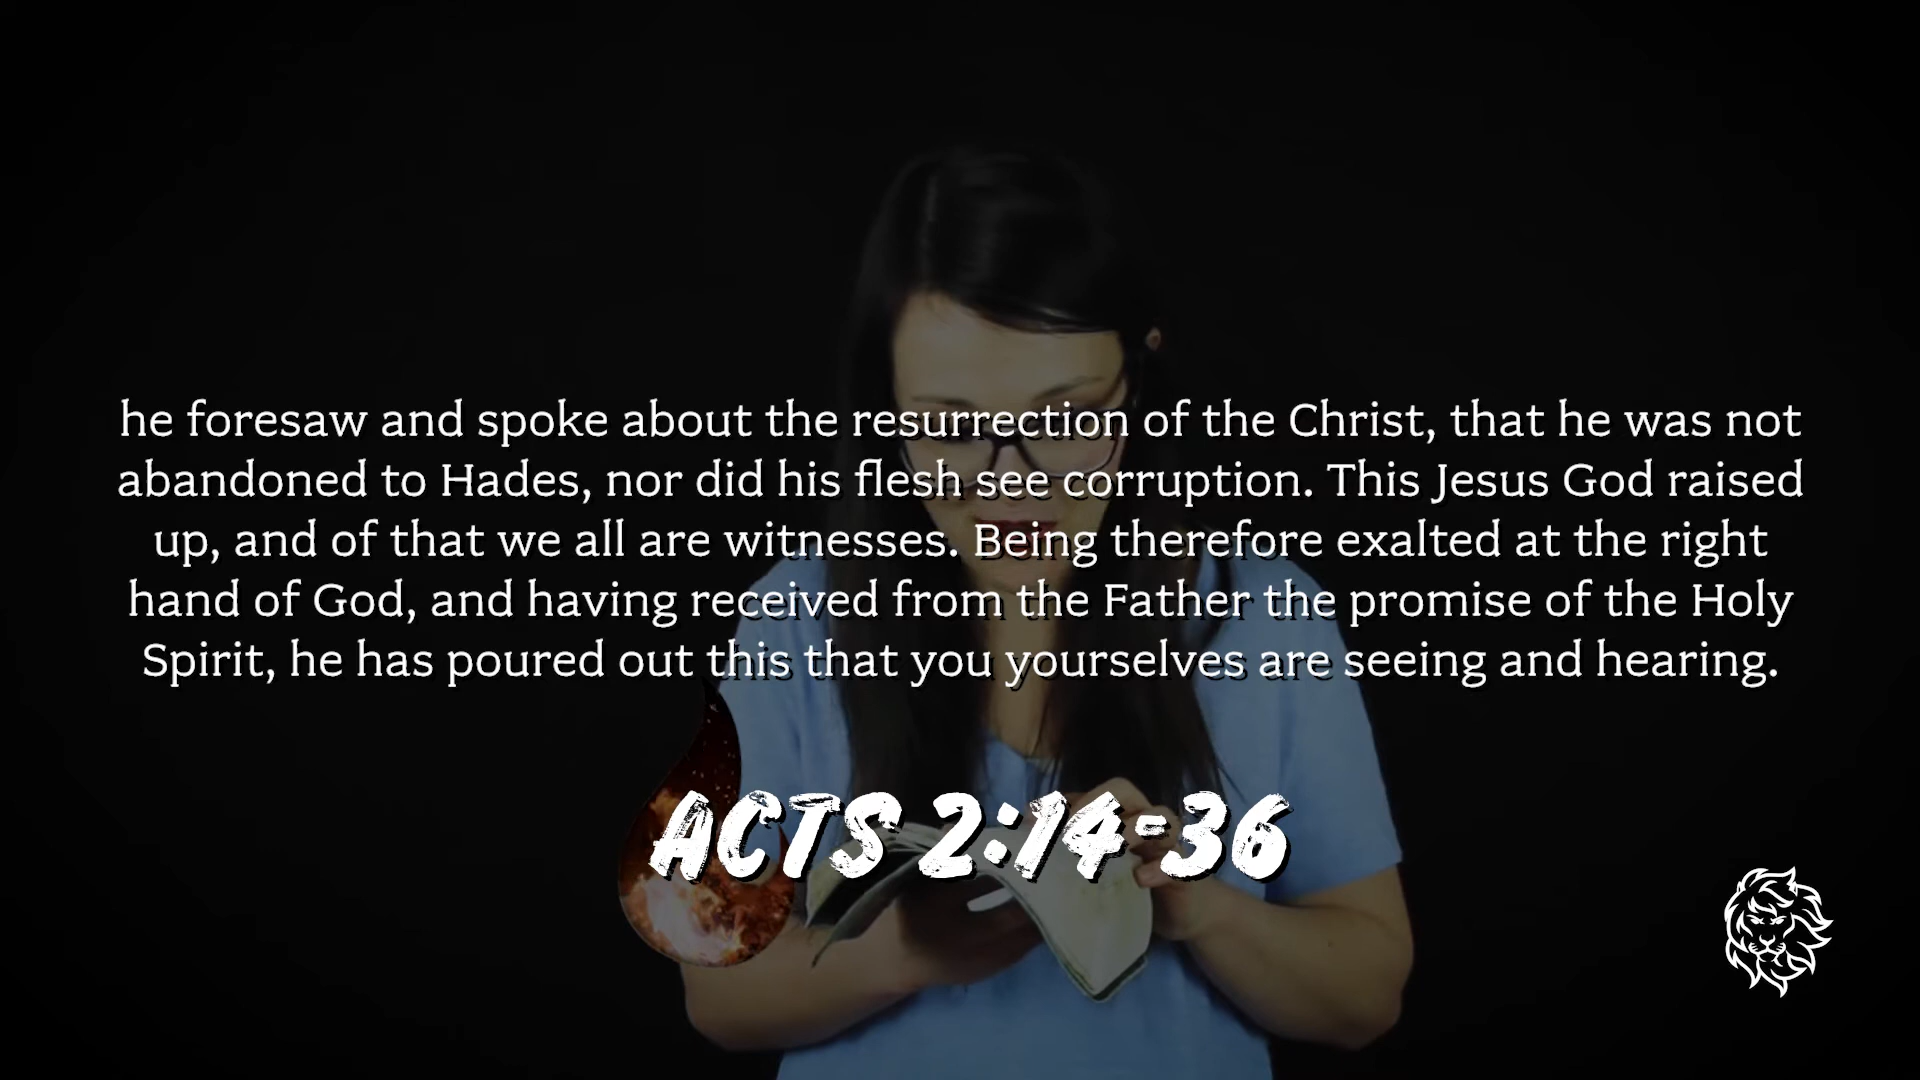 he foresaw and spoke about the resurrection of the Christ, that he was not
abandoned to Hades, nor did his flesh see corruption. This Jesus God raised
up, and of that we all are witnesses. Being therefore exalted at the right
hand of God, and having received from the Father the promise of the Holy
Spirit, he has poured out this that you yourselves are seeing and hearing.
ACTS 2:14-36